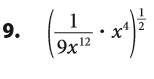 9. (1/(9x^12) · x^4)^(1/2)